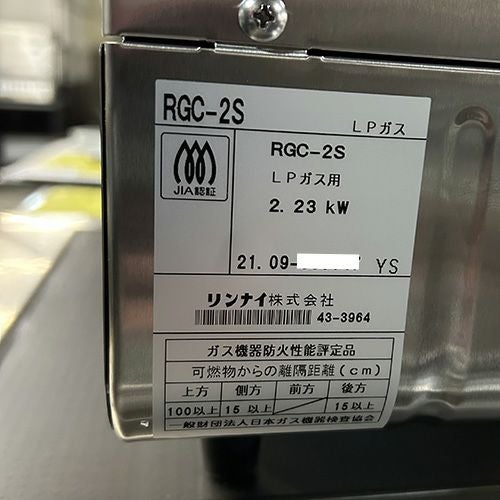 RGC-2S
LPガス
JIA認証
RGC-2S
LPガス用
2.23 kW
21.09- YS
リンナイ株式会社
43-3964
ガス機器防火性能評定品
可燃物からの離隔距離(cm)
上方 側方 前方 後方
100以上 15以上 15以上
一般財団法人日本ガス機器検査協会